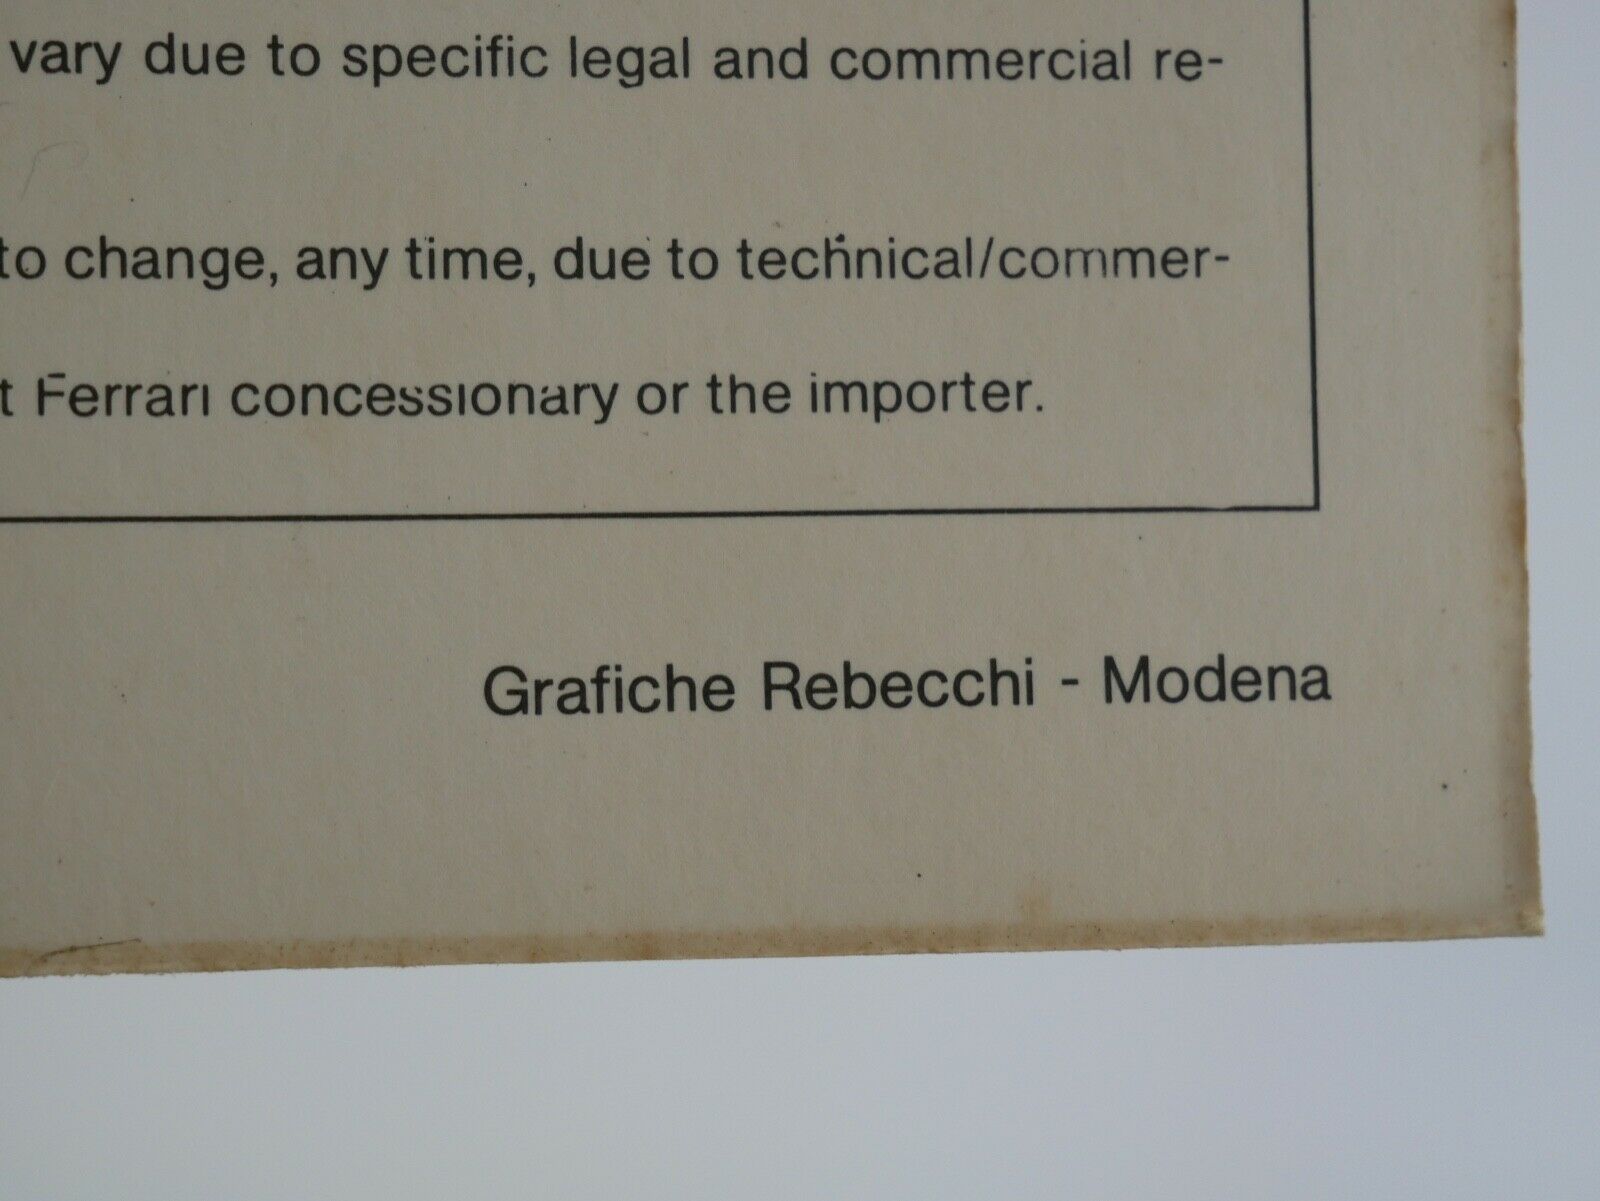 vary due to specific legal and commercial re-
to change, any time, due to technical/commer-
t Ferrari concessionary or the importer.
Grafiche Rebecchi - Modena